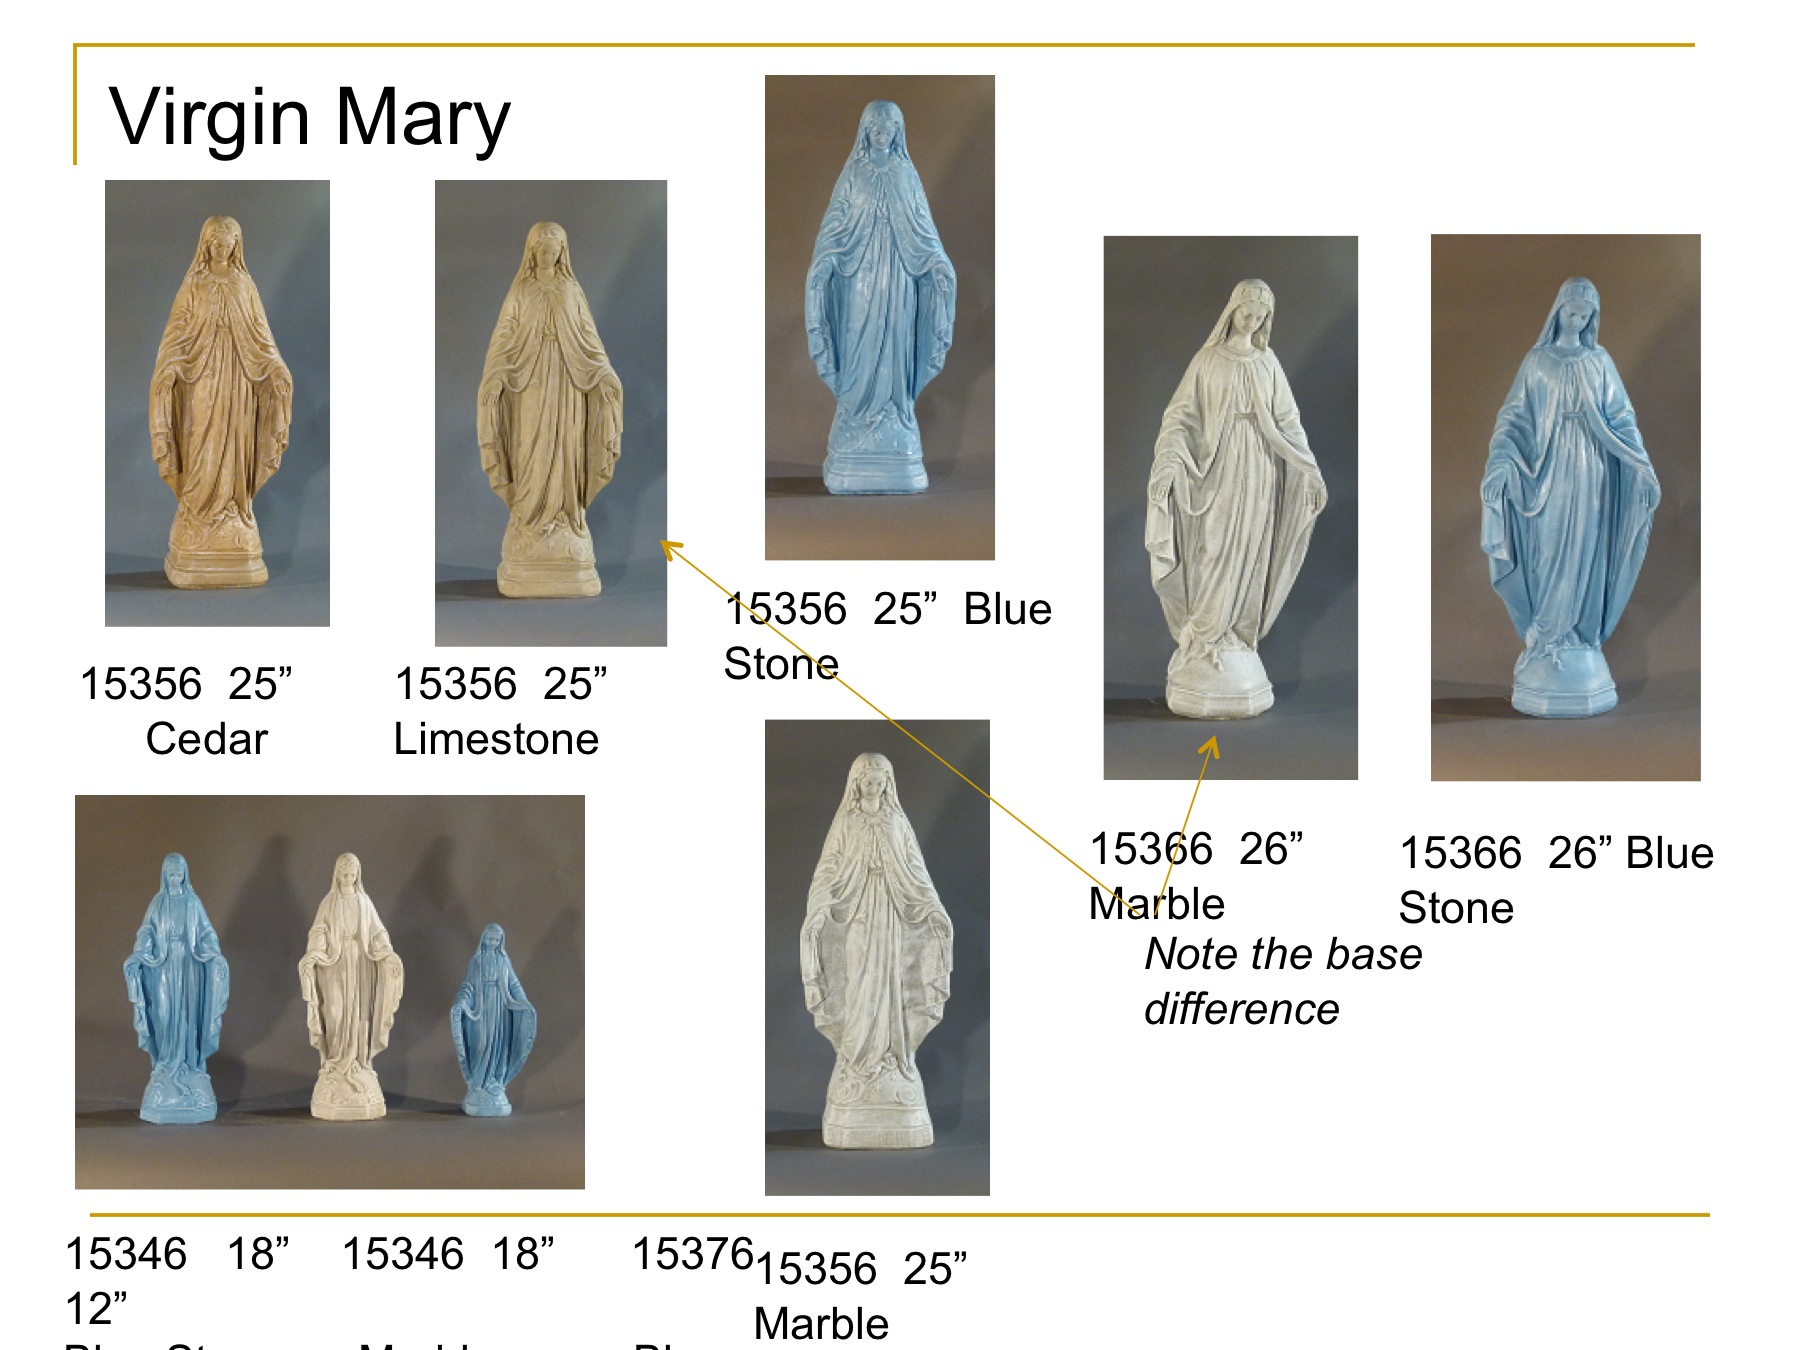 Virgin Mary
15356 25” Blue
Stone
15356 25”
Cedar
15356 25”
Limestone
15366 26”
Marble
15366 26” Blue
Stone
Note the base
difference
15346 18” 15346 18” 15376
12”
15356 25”
Marble